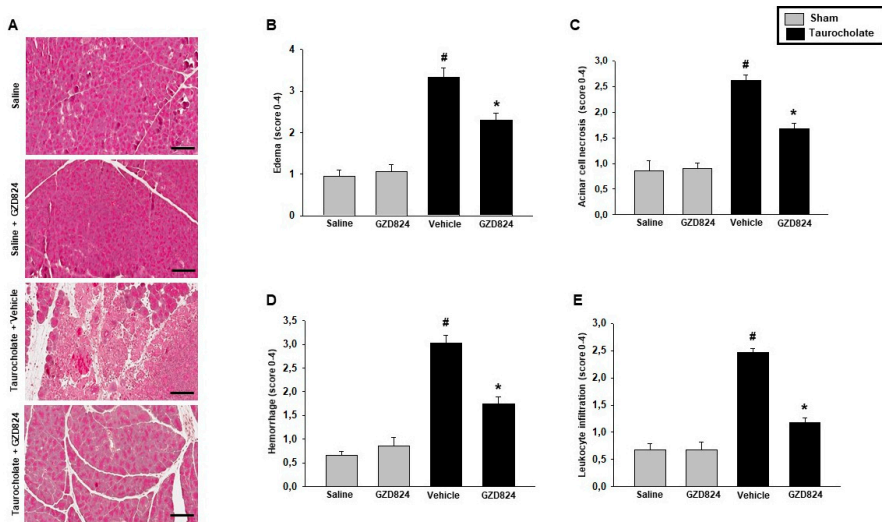 A
Saline
Saline + GZD824
Taurocholate + Vehicle
Taurocholate + GZD824
B
Edema (score 0-4)
4
3
2
1
0
#
*
Saline GZD824 Vehicle GZD824
C
Sham
Taurocholate
Acinar cell necrosis (score 0-4)
3,5
3,0
2,5
2,0
1,5
1,0
0,5
0,0
#
*
Saline GZD824 Vehicle GZD824
D
Hemorrhage (score 0-4)
3,5
3,0
2,5
2,0
1,5
1,0
0,5
0,0
#
*
Saline GZD824 Vehicle GZD824
E
Leukocyte infiltration (score 0-4)
3,0
2,5
2,0
1,5
1,0
0,5
0,0
#
*
Saline GZD824 Vehicle GZD824